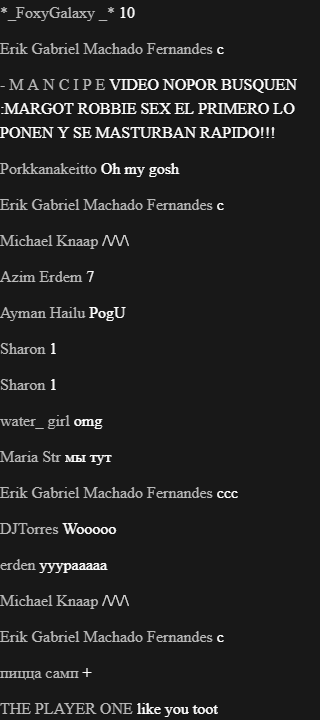 *_FoxyGalaxy _* 10
Erik Gabriel Machado Fernandes c
- M A N C I P E VIDEO NOPOR BUSQUEN
:MARGOT ROBBIE SEX EL PRIMERO LO
PONEN Y SE MASTURBAN RAPIDO!!!
Porkkanakeitto Oh my gosh
Erik Gabriel Machado Fernandes c
Michael Knaap /\/\/\
Azim Erdem 7
Ayman Hailu PogU
Sharon 1
Sharon 1
water_ girl omg
Maria Str мы тут
Erik Gabriel Machado Fernandes ccc
DJTorres Wooooo
erden yyypaaaaa
Michael Knaap /\/\/\
Erik Gabriel Machado Fernandes c
пицца самп +
THE PLAYER ONE like you toot